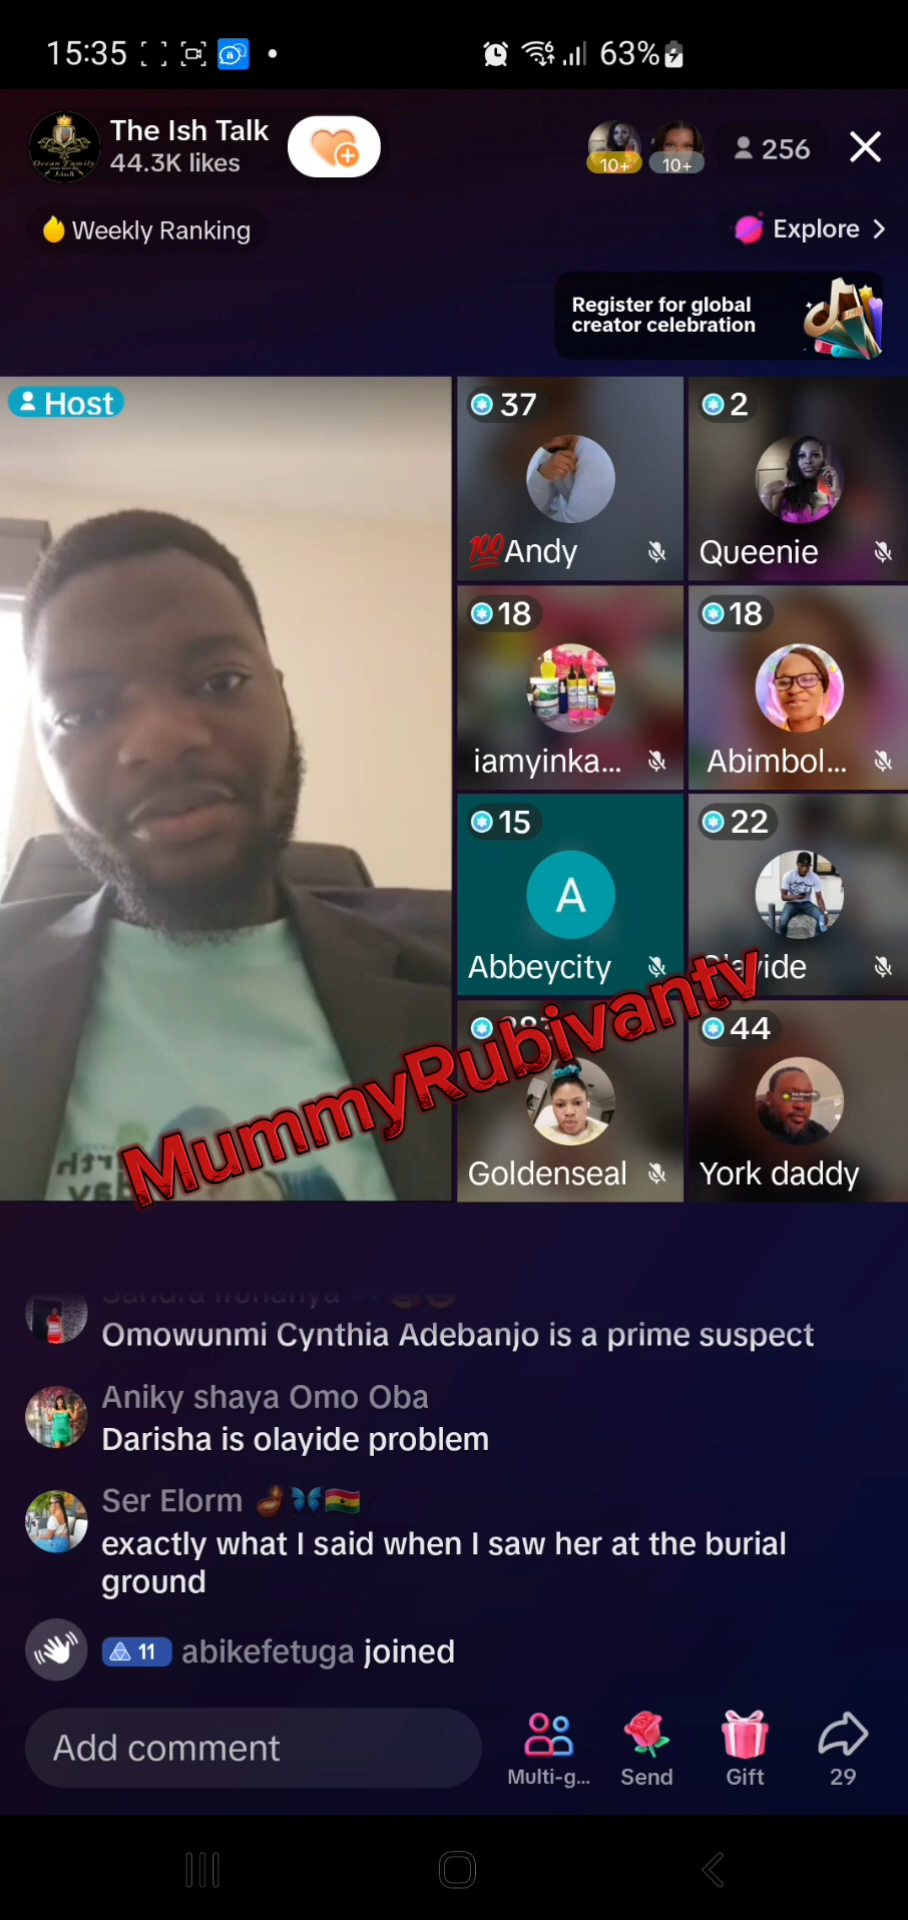 15:35
63%
The Ish Talk
44.3K likes
10+
10+
256
Weekly Ranking
Explore >
Register for global
creator celebration
Host
37
💯Andy
2
Queenie
18
iamyinka...
18
Abimbol...
15
A
Abbeycity
22
MummyRubivantv
Goldenseal
44
York daddy
Omowunmi Cynthia Adebanjo is a prime suspect
Aniky shaya Omo Oba
Darisha is olayide problem
Ser Elorm 🪔🦋🇬🇭
exactly what I said when I saw her at the burial
ground
11 abikefetuga joined
Add comment
Multi-g...
Send
Gift
29